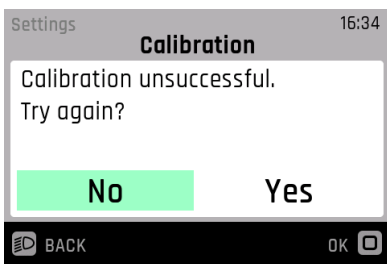 Settings 16:34
Calibration
Calibration unsuccessful.
Try again?
No Yes
BACK OK